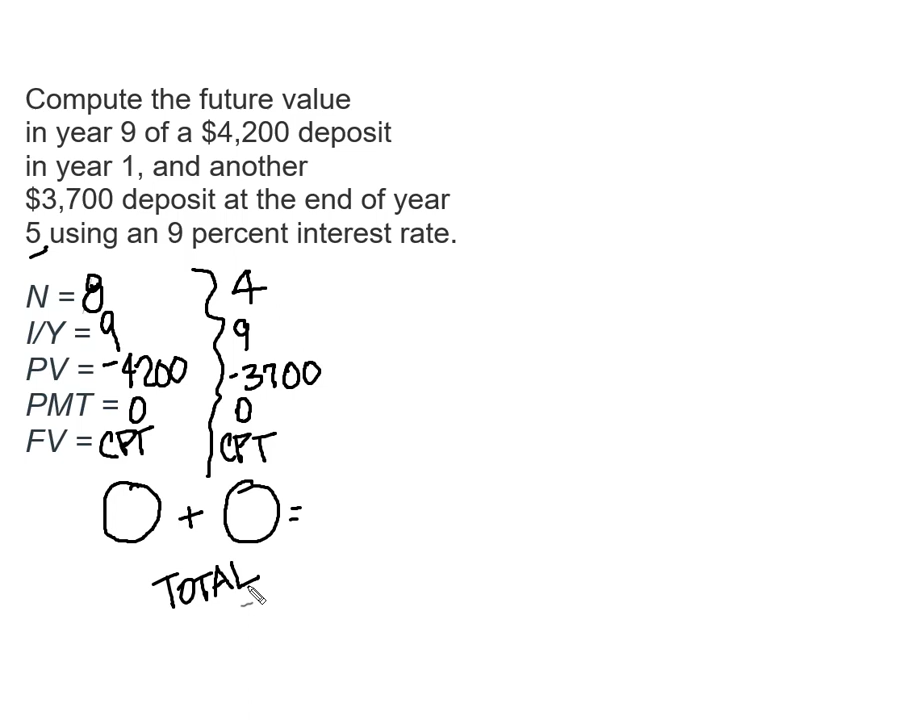 Compute the future value
in year 9 of a $4,200 deposit
in year 1, and another
$3,700 deposit at the end of year
5 using an 9 percent interest rate.
N = 8 4
I/Y = 9 9
PV = -4200 -3700
PMT = 0 0
FV = CPT CPT
+ =
TOTAL